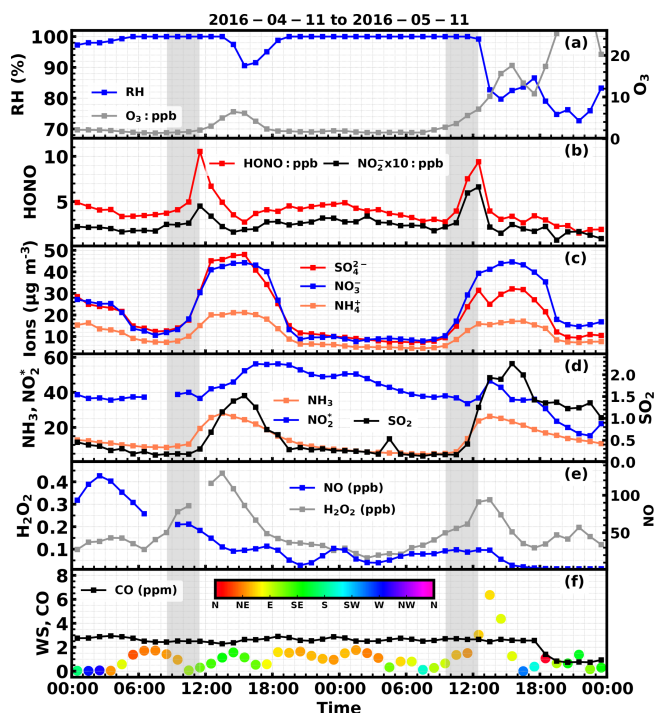 2016-04-11 to 2016-05-11
(a)
100
90
80
70
RH (%)
RH
O3 : ppb
20
10
0
O3
(b)
10
5
HONO
HONO : ppb
NO2⁻x10 : ppb
(c)
50
40
30
20
10
Ions (µg m-3)
SO4²⁻
NO3⁻
NH4⁺
(d)
60
40
20
NH3, NO2*
NH3
NO2⁺
SO2
2.0
1.5
1.0
0.5
0.0
SO2
(e)
0.4
0.3
0.2
0.1
H2O2
NO (ppb)
H2O2 (ppb)
100
50
NO
(f)
8
6
4
2
0
WS, CO
CO (ppm)
N NE E SE S SW W NW N
00:00 06:00 12:00 18:00 00:00 06:00 12:00 18:00 00:00
Time